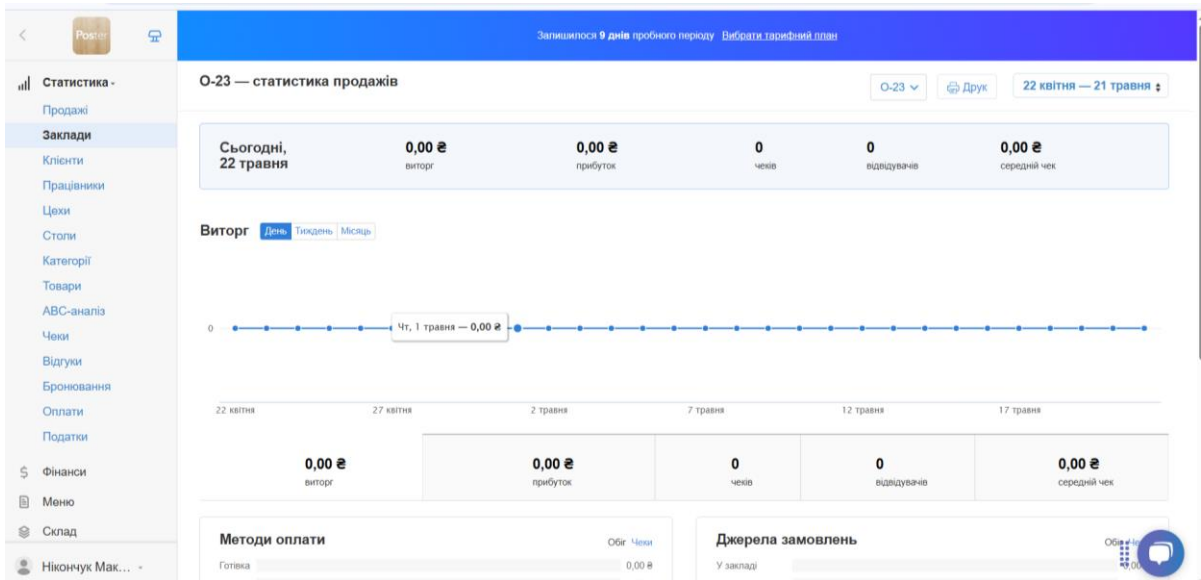 Poster
Запишилося 9 днів пробного періоду Вибрати тарифний план
Статистика
Продажі
Заклади
Клієнти
Працівники
Цехи
Столи
Категорії
Товари
АВС-аналіз
Чеки
Відгуки
Бронювання
Оплати
Податки
Фінанси
Меню
Склад
Нікончук Мак...
О-23 — статистика продажів
О-23
Друк
22 квітня — 21 травня
Сьогодні,
22 травня
0,00 ₴ 0,00 ₴ 0 0 0,00 ₴
виторг прибуток чеків відвідувачів середній чек
Виторг День Тиждень Місяць
0
Чт, 1 травня — 0,00 ₴
22 квітня 27 квітня 2 травня 7 травня 12 травня 17 травня
0,00 ₴ 0,00 ₴ 0 0 0,00 ₴
виторг прибуток чеків відвідувачів середній чек
Методи оплати Обіг Чеки
Готівка 0,00 ₴
Джерела замовлень
У закладі